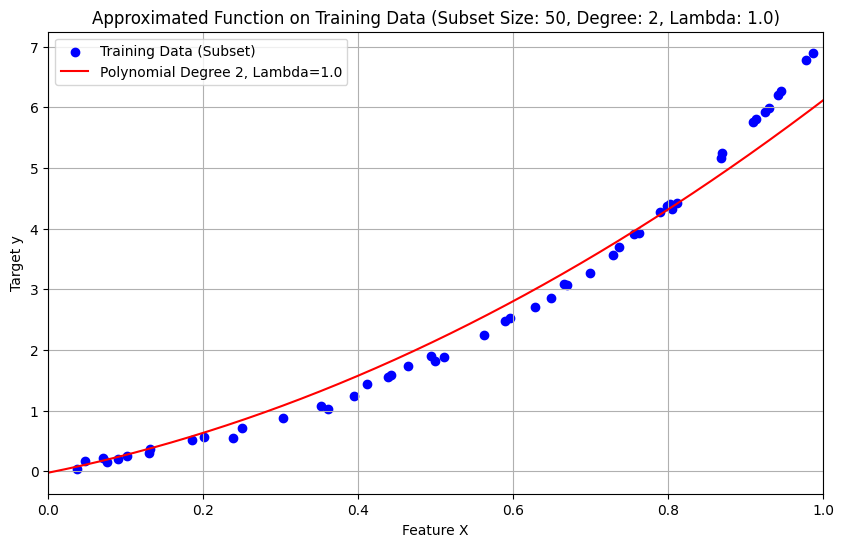 Approximated Function on Training Data (Subset Size: 50, Degree: 2, Lambda: 1.0)
Training Data (Subset)
Polynomial Degree 2, Lambda=1.0
Target y
7
6
5
4
3
2
1
0
0.0 0.2 0.4 0.6 0.8 1.0
Feature X